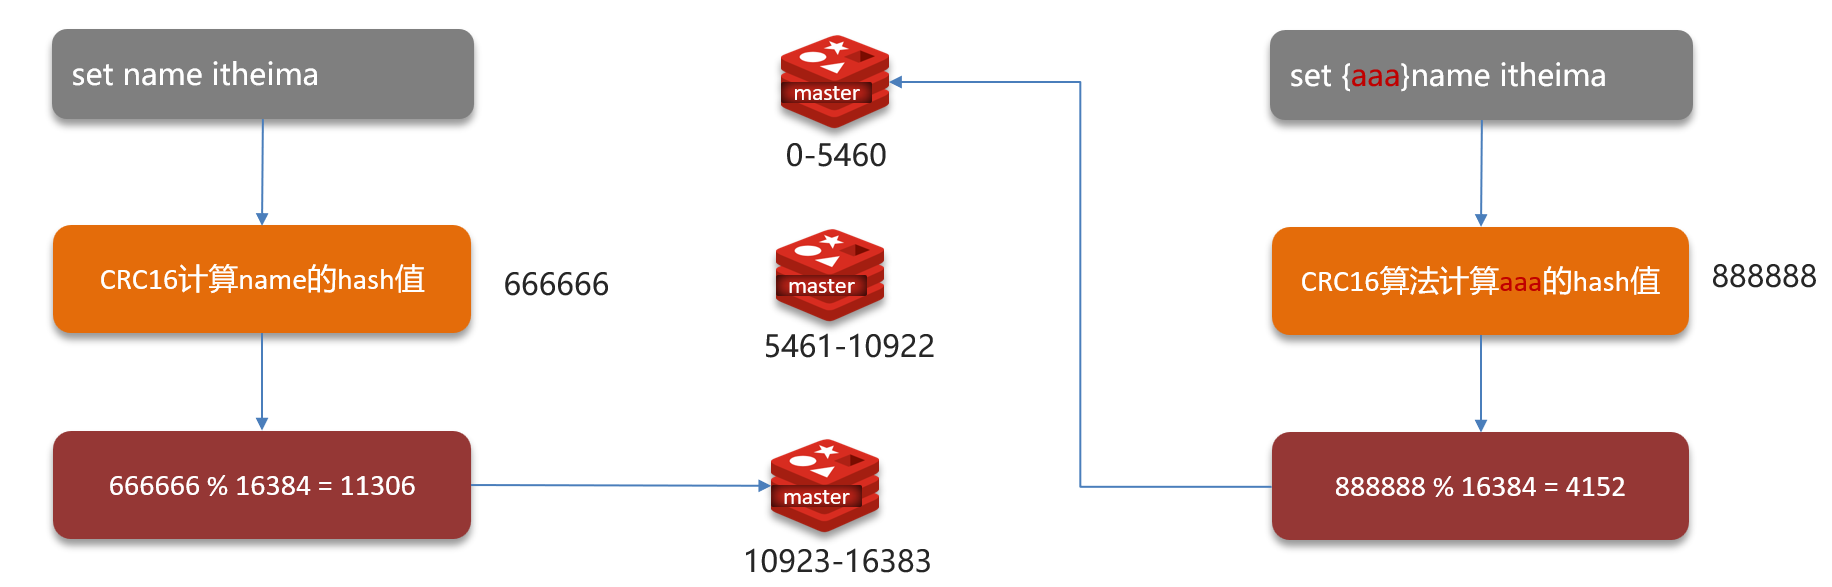 set name itheima
CRC16计算name的hash值
666666
666666 % 16384 = 11306
master
0-5460
master
5461-10922
master
10923-16383
set {aaa}name itheima
CRC16算法计算aaa的hash值
888888
888888 % 16384 = 4152